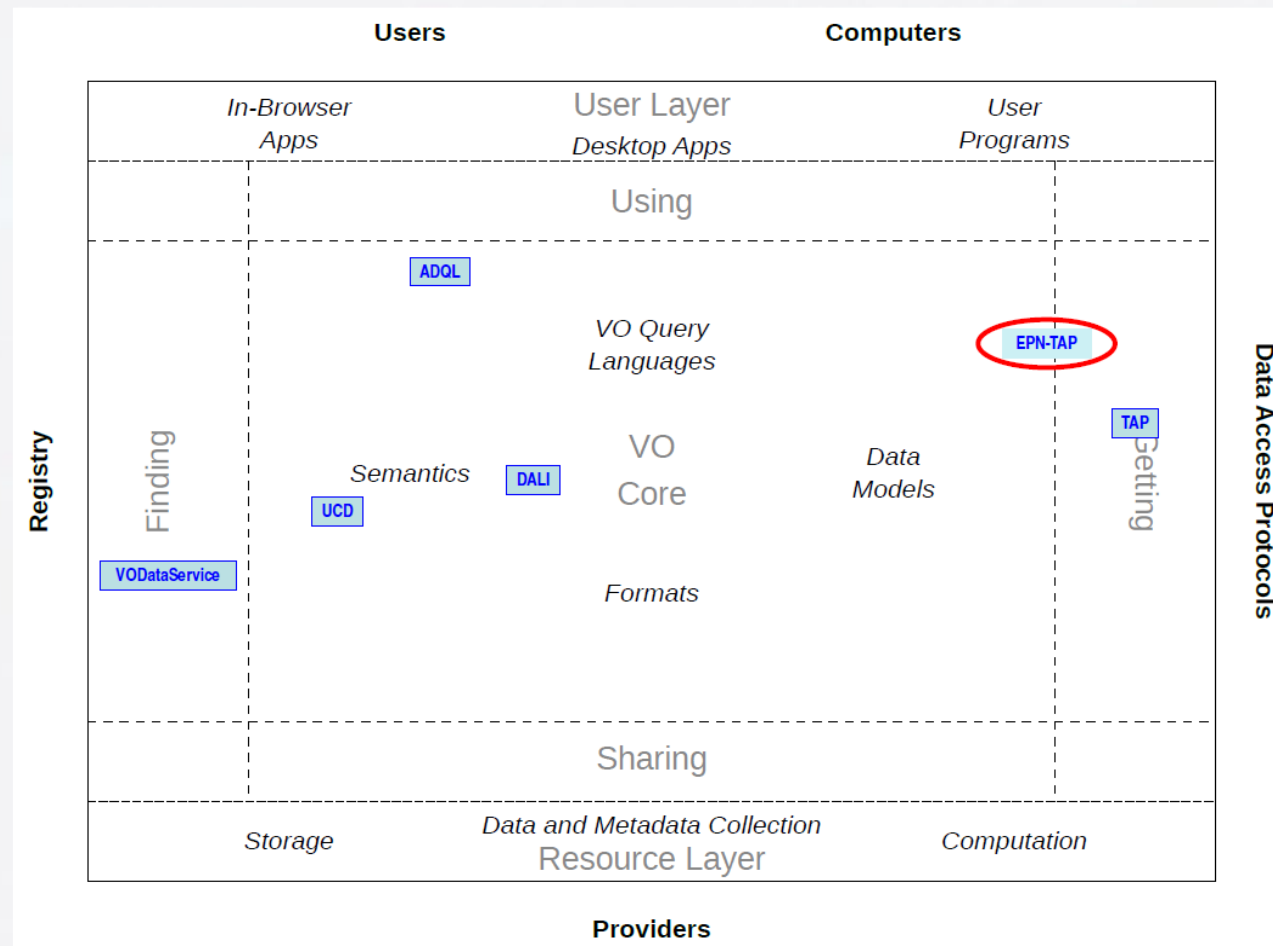 Users
Computers
In-Browser
Apps
User Layer
Desktop Apps
User
Programs
Using
ADQL
VO Query
Languages
EPN-TAP
TAP
Registry
Finding
Semantics
UCD
DALI
VO
Core
Data
Models
Getting
Data Access Protocols
VODataService
Formats
Sharing
Storage
Data and Metadata Collection
Resource Layer
Computation
Providers